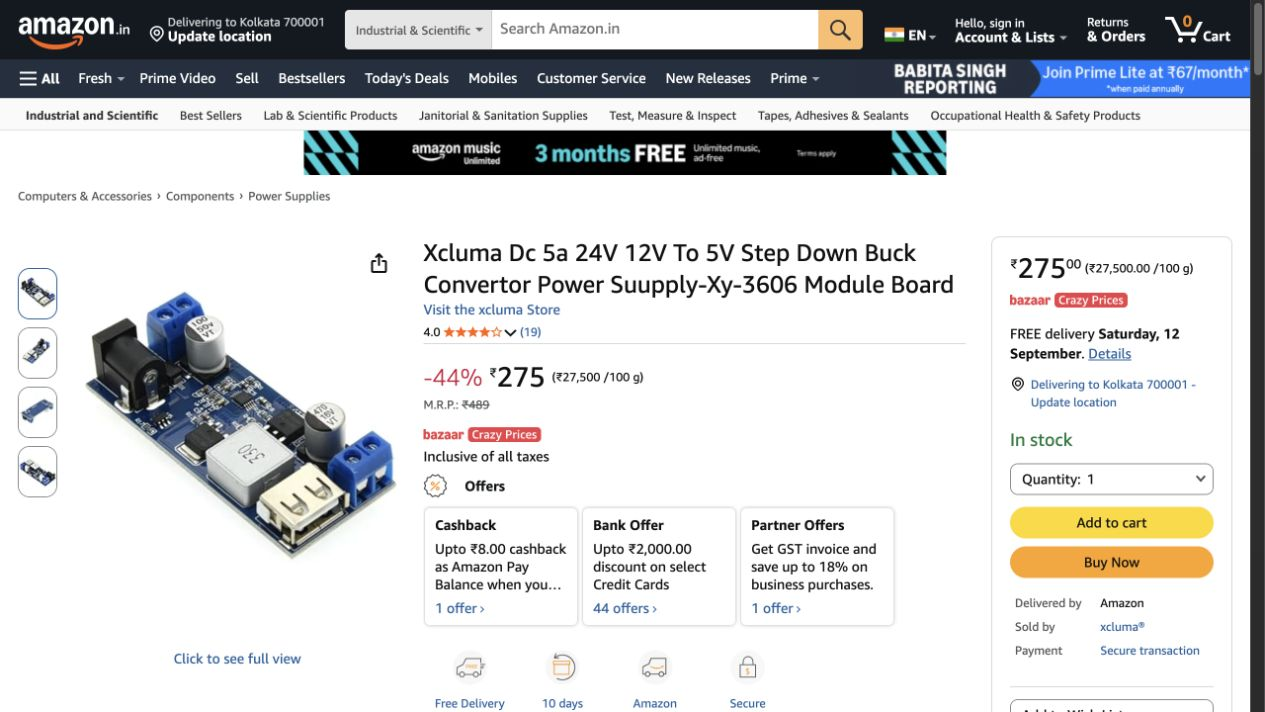 amazon.in
Delivering to Kolkata 700001
Update location
Industrial & Scientific
Search Amazon.in
EN
Hello, sign in
Account & Lists
Returns
& Orders
0
Cart
All
Fresh
Prime Video
Sell
Bestsellers
Today's Deals
Mobiles
Customer Service
New Releases
Prime
BABITA SINGH
REPORTING
Join Prime Lite at ₹67/month*
*when paid annually
Industrial and Scientific
Best Sellers
Lab & Scientific Products
Janitorial & Sanitation Supplies
Test, Measure & Inspect
Tapes, Adhesives & Sealants
Occupational Health & Safety Products
amazon music
Unlimited
3 months FREE
Unlimited music,
ad-free
Terms apply
Computers & Accessories › Components › Power Supplies
Xcluma Dc 5a 24V 12V To 5V Step Down Buck
Convertor Power Suupply-Xy-3606 Module Board
Visit the xcluma Store
4.0 (19)
-44% ₹275 (₹27,500 /100 g)
M.R.P.: ₹489
bazaar Crazy Prices
Inclusive of all taxes
Offers
Cashback
Upto ₹8.00 cashback
as Amazon Pay
Balance when you…
1 offer ›
Bank Offer
Upto ₹2,000.00
discount on select
Credit Cards
44 offers ›
Partner Offers
Get GST invoice and
save up to 18% on
business purchases.
1 offer ›
Free Delivery
10 days
Amazon
Secure
100
50V
VT
470
16V
VT
330
Click to see full view
₹27500 (₹27,500.00 /100 g)
bazaar Crazy Prices
FREE delivery Saturday, 12
September. Details
Delivering to Kolkata 700001 -
Update location
In stock
Quantity: 1
Add to cart
Buy Now
Delivered by Amazon
Sold by xcluma®
Payment Secure transaction